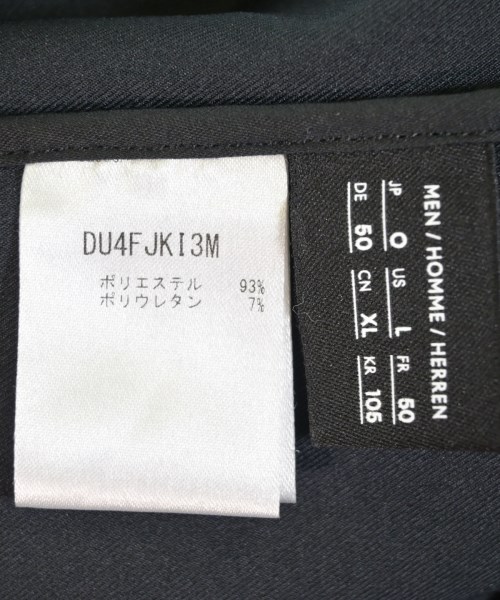 DU4FJKI3M
ポリエステル 93%
ポリウレタン 7%
MEN / HOMME / HERREN
JP O US L FR 50
DE 50 CN XL KR 105